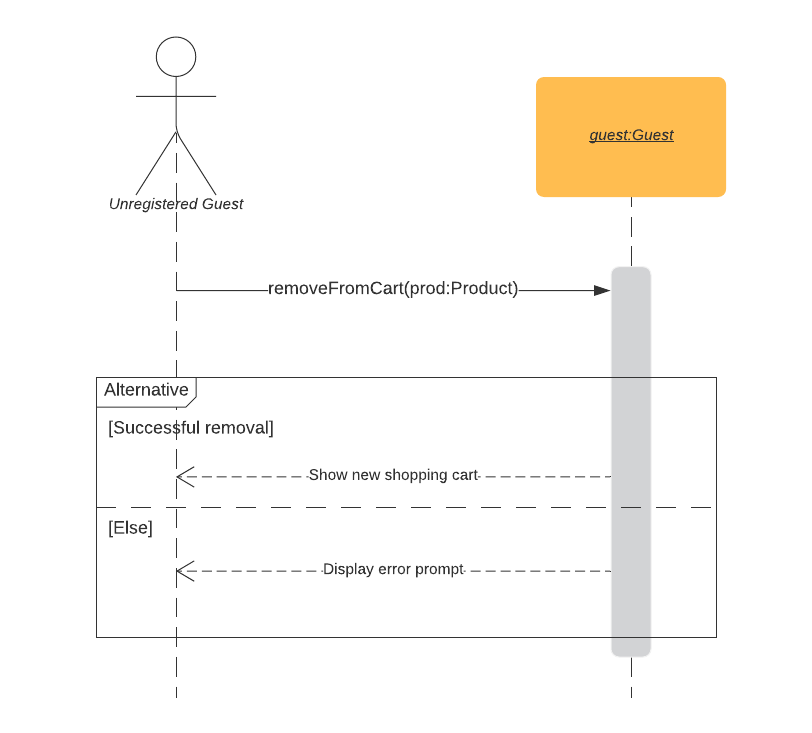 guest:Guest
Unregistered Guest
removeFromCart(prod:Product)
Alternative
[Successful removal]
Show new shopping cart
[Else]
Display error prompt